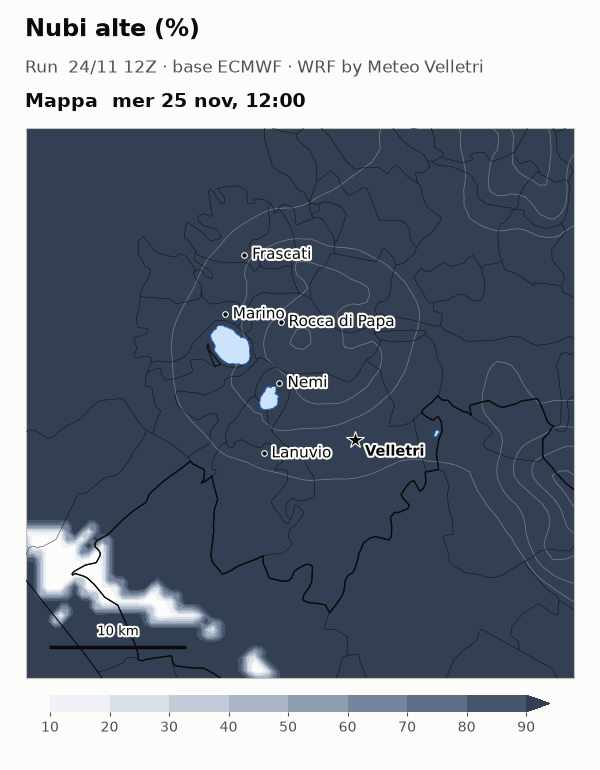 Nubi alte (%)
Run  24/11 12Z · base ECMWF · WRF by Meteo Velletri
Mappa  mer 25 nov, 12:00
Frascati
Marino
Rocca di Papa
Nemi
Velletri
Lanuvio
10 km
10 20 30 40 50 60 70 80 90